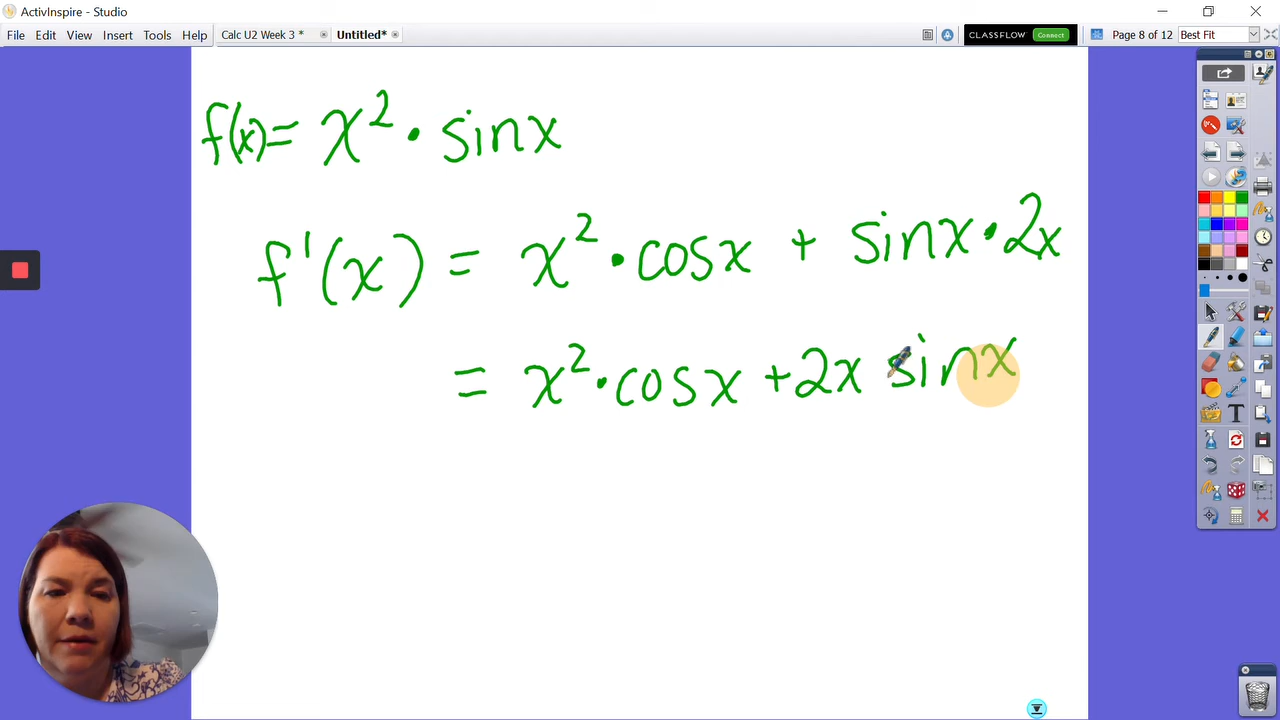 ActivInspire - Studio
File Edit View Insert Tools Help Calc U2 Week 3 * Untitled* CLASSFLOW Connect Page 8 of 12 Best Fit
f(x) = x² • sinx
f'(x) = x² • cosx + sinx • 2x
= x² • cosx + 2x sinx